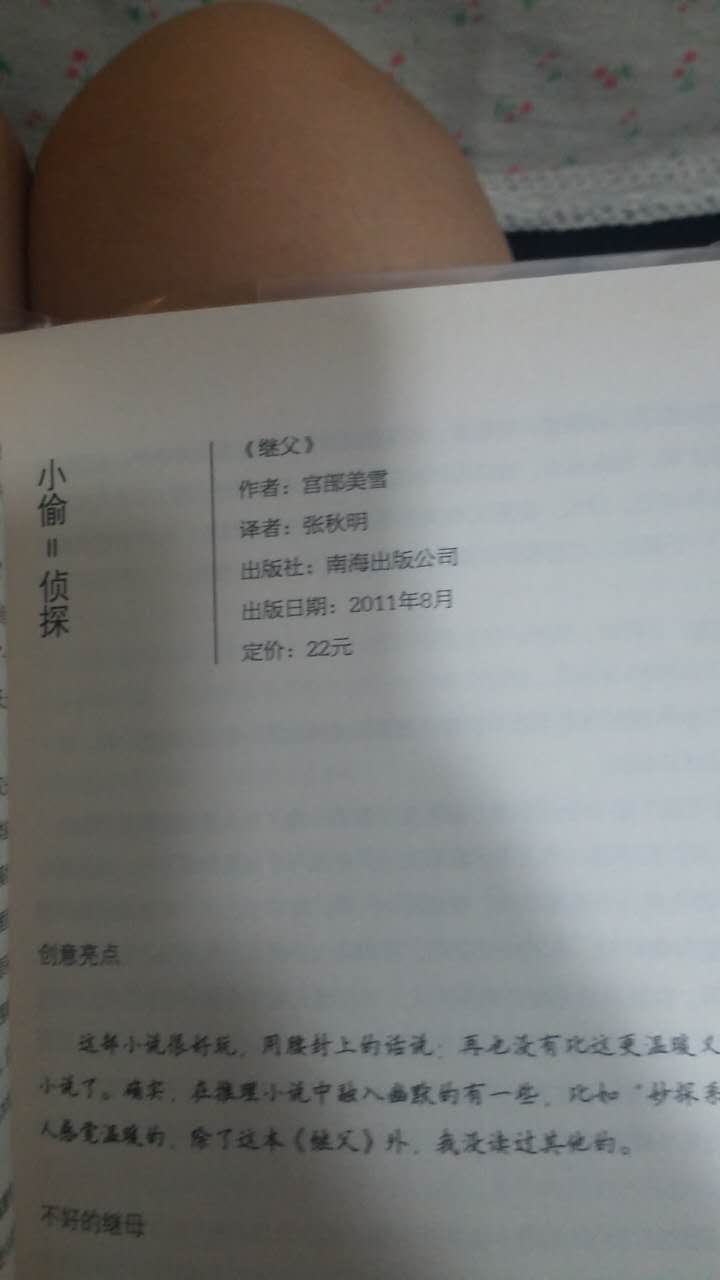 小偷=侦探
《继父》
作者：宫部美雪
译者：张秋明
出版社：南海出版公司
出版日期：2011年8月
定价：22元
创意亮点
这部小说很好玩，用腰封上的话说：再也没有比这更温暖又
小说了。确实，在推理小说中融入幽默的有一些，比如“妙探系
人感觉温暖的，除了这本《继父》外，我没读过其他的。
不好的继母